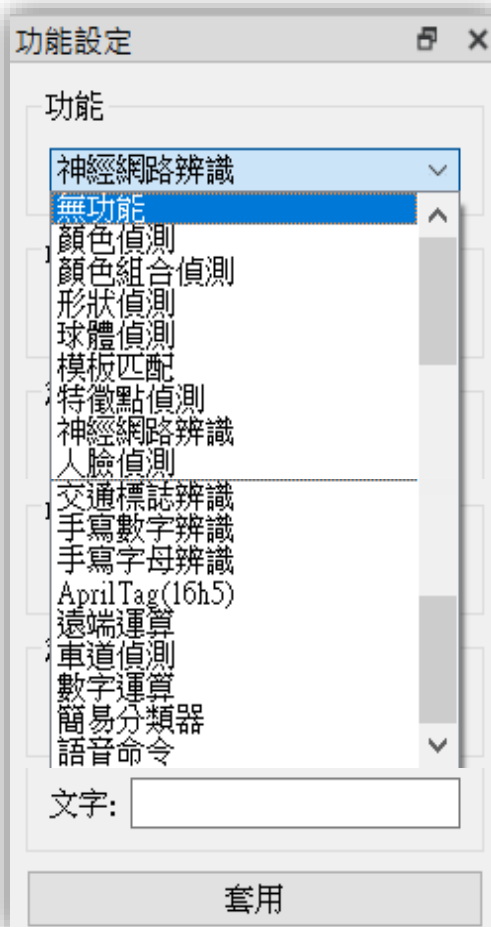 功能設定
功能
神經網路辨識
無功能
顏色偵測
顏色組合偵測
形狀偵測
球體偵測
模板匹配
特徵點偵測
神經網路辨識
人臉偵測
交通標誌辨識
手寫數字辨識
手寫字母辨識
AprilTag(16h5)
遠端運算
車道偵測
數字運算
簡易分類器
語音命令
文字:
套用